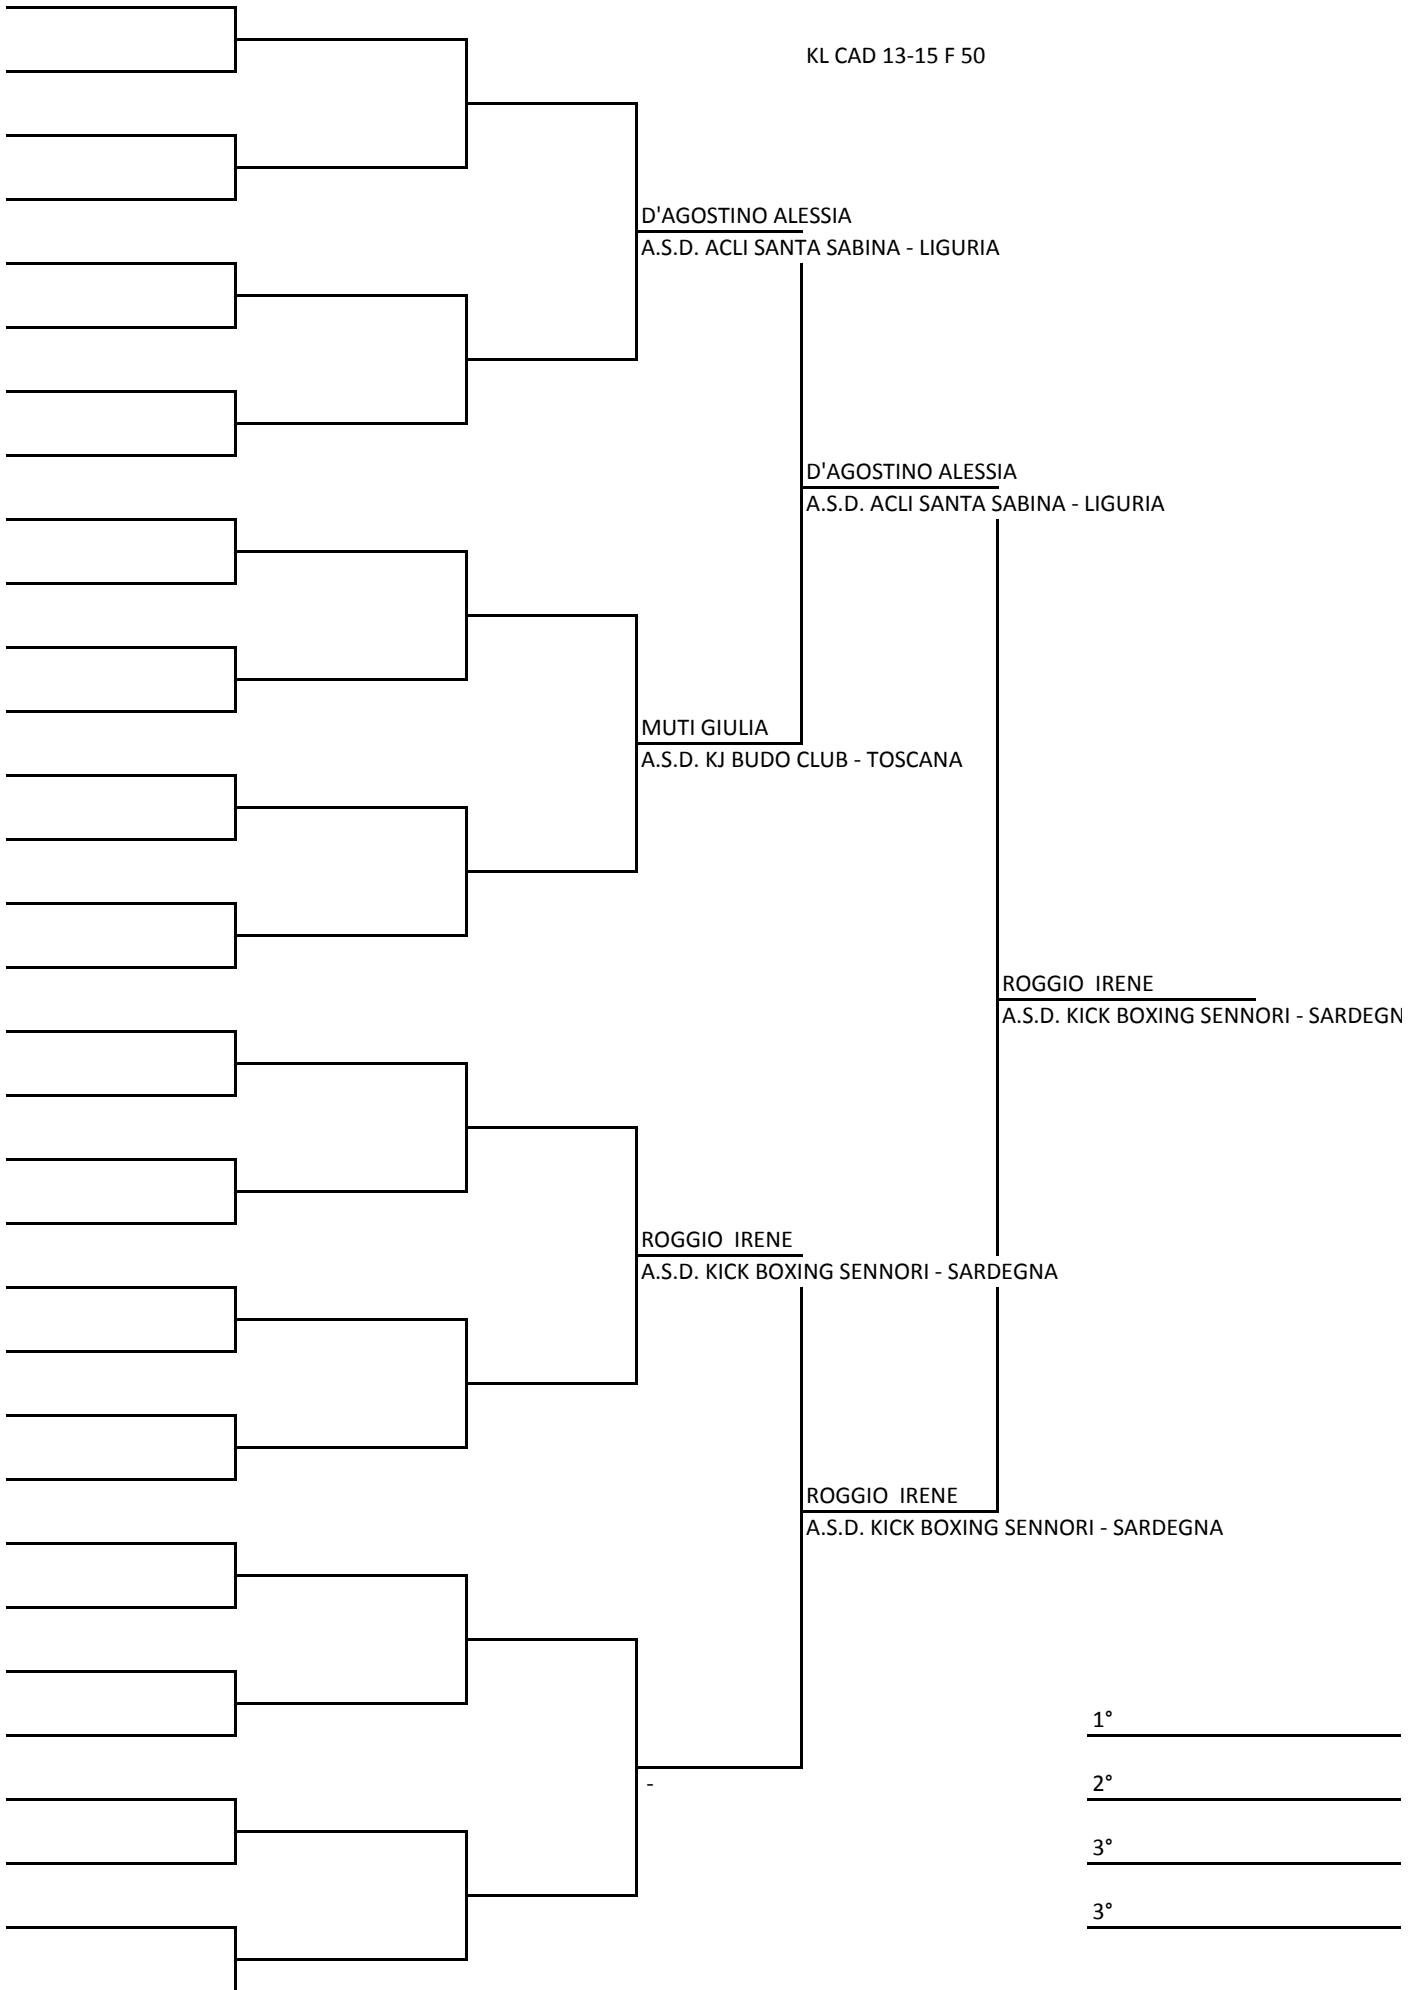 KL CAD 13-15 F 50
D'AGOSTINO ALESSIA
A.S.D. ACLI SANTA SABINA - LIGURIA
D'AGOSTINO ALESSIA
A.S.D. ACLI SANTA SABINA - LIGURIA
MUTI GIULIA
A.S.D. KJ BUDO CLUB - TOSCANA
ROGGIO  IRENE
A.S.D. KICK BOXING SENNORI - SARDEGN
ROGGIO  IRENE
A.S.D. KICK BOXING SENNORI - SARDEGNA
ROGGIO  IRENE
A.S.D. KICK BOXING SENNORI - SARDEGNA
1°
-
2°
3°
3°